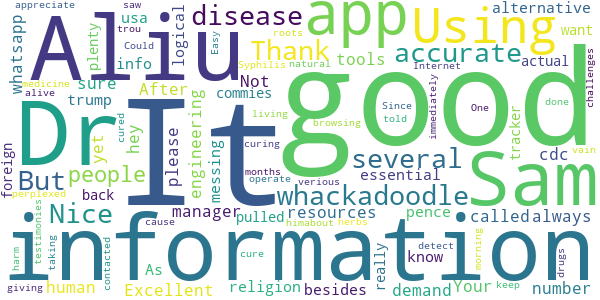 appreciate saw trou alternative
whatsapp usa Could Easy logical disease app Using want
plenty info Aliu Thank accurate tools actual
medicine sure After Not good Syphilis natural roots Internet challenges
alive trump commies One
yet Dr It browsing Since told immediately done
foreign hey engineering please cured curing living tracker cdc
But people messing several Sam essential vain
perplexed back months operate verious whackadoodle
Nice manager pulled resources pence called always
testimonies cause As himabout herbs really know detect drugs
harm taking contacted information cure morning
human Excellent religion besides demand Your number
giving keep